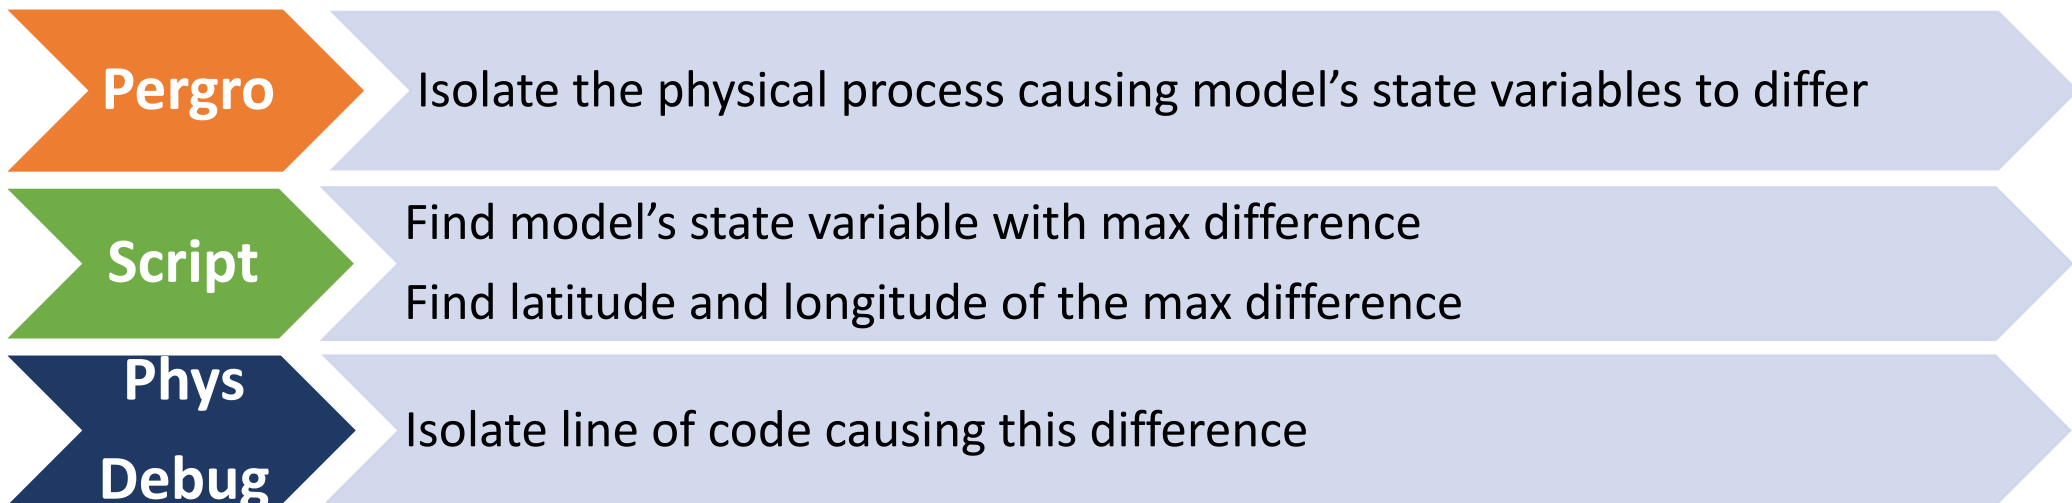 Pergro
Isolate the physical process causing model’s state variables to differ
Script
Find model’s state variable with max difference
Find latitude and longitude of the max difference
Phys
Debug
Isolate line of code causing this difference